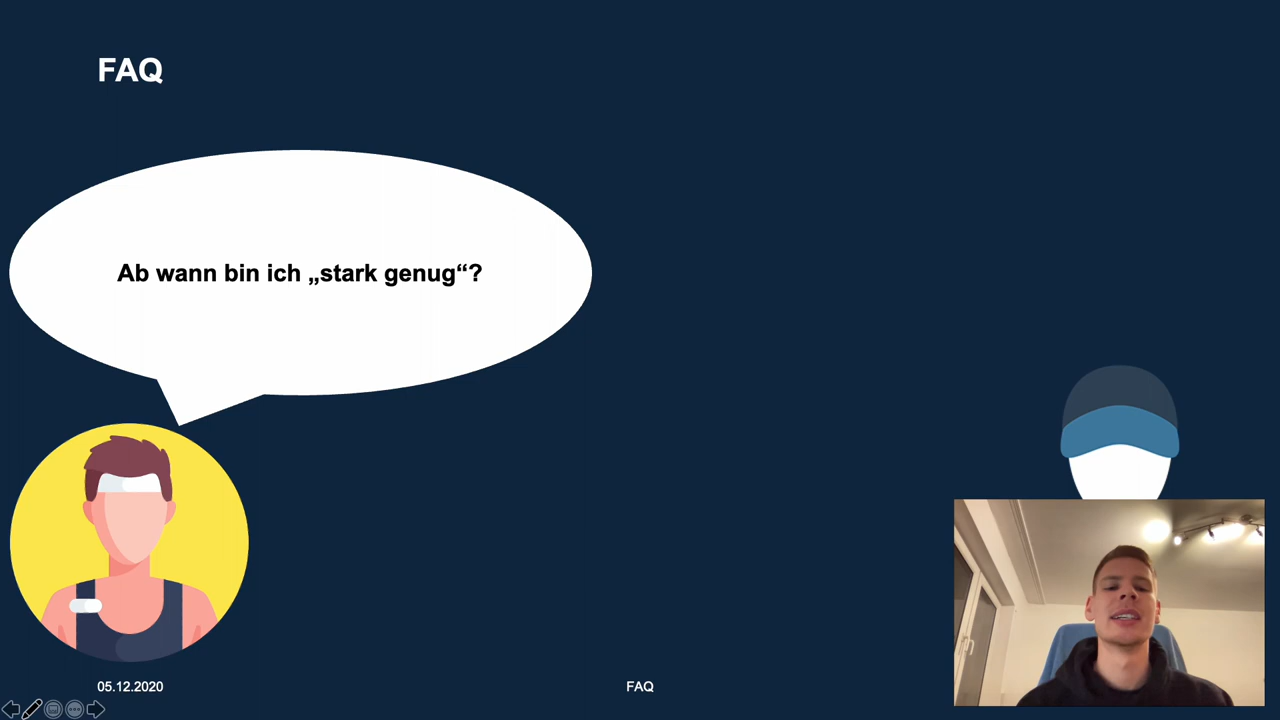 FAQ
Ab wann bin ich „stark genug“?
05.12.2020
FAQ